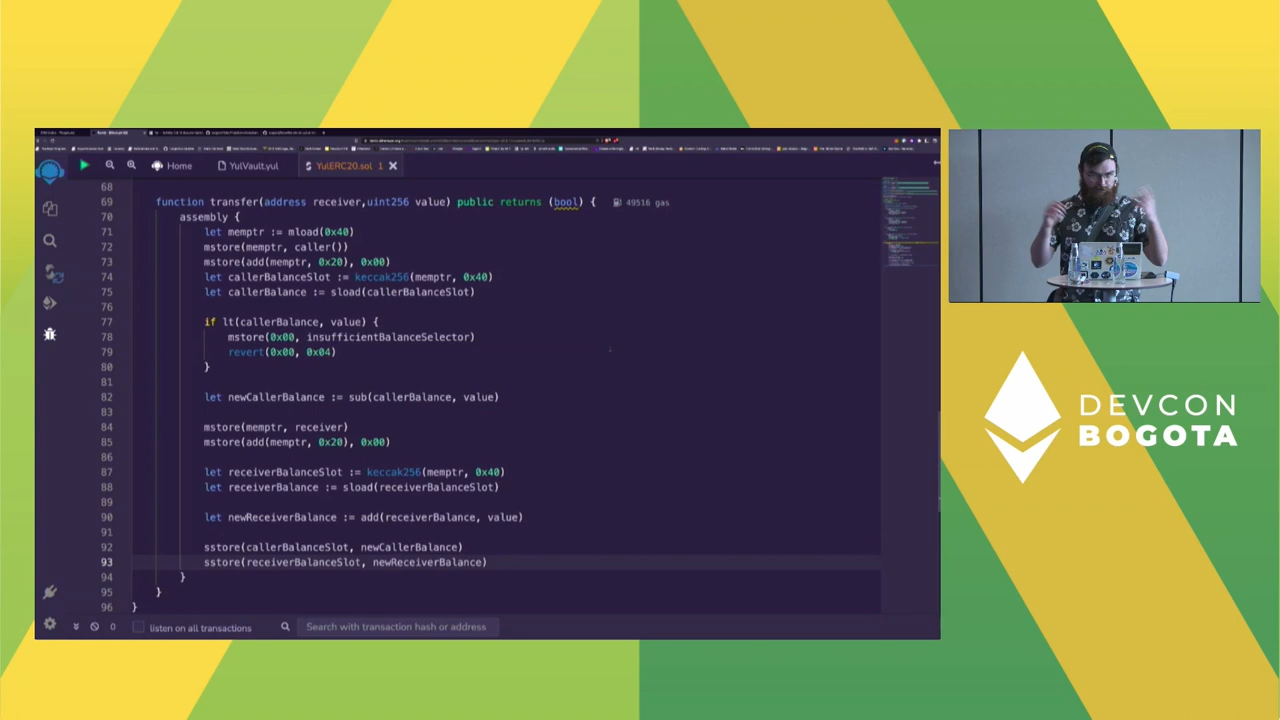 Home
YulVault.yul
YulERC20.sol 1
68
69 function transfer(address receiver,uint256 value) public returns (bool) { 49516 gas
70 assembly {
71 let memptr := mload(0x40)
72 mstore(memptr, caller())
73 mstore(add(memptr, 0x20), 0x00)
74 let callerBalanceSlot := keccak256(memptr, 0x40)
75 let callerBalance := sload(callerBalanceSlot)
76
77 if lt(callerBalance, value) {
78 mstore(0x00, insufficientBalanceSelector)
79 revert(0x00, 0x04)
80 }
81
82 let newCallerBalance := sub(callerBalance, value)
83
84 mstore(memptr, receiver)
85 mstore(add(memptr, 0x20), 0x00)
86
87 let receiverBalanceSlot := keccak256(memptr, 0x40)
88 let receiverBalance := sload(receiverBalanceSlot)
89
90 let newReceiverBalance := add(receiverBalance, value)
91
92 sstore(callerBalanceSlot, newCallerBalance)
93 sstore(receiverBalanceSlot, newReceiverBalance)
94 }
95 }
96 }
0
listen on all transactions
Search with transaction hash or address
DEVCON
BOGOTA